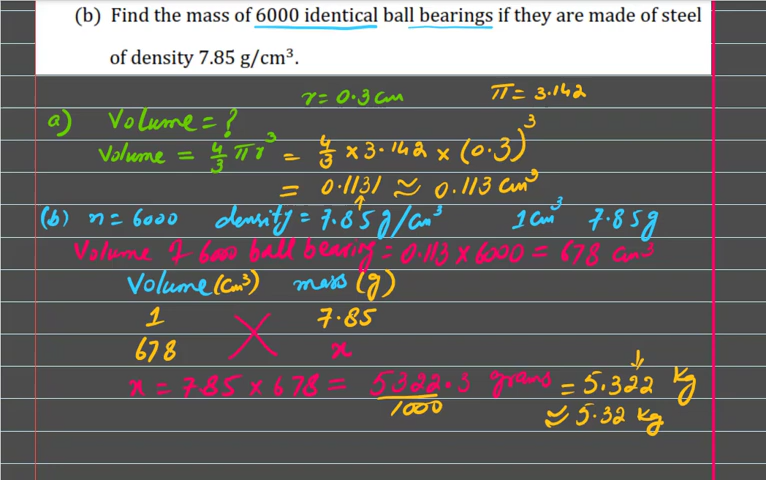 (b) Find the mass of 6000 identical ball bearings if they are made of steel
of density 7.85 g/cm³.
r = 0.3 cm π = 3.142
a) Volume = ?
Volume = 4/3 π r³ = 4/3 × 3.142 × (0.3)³
= 0.1131 ≈ 0.113 cm³
(b) n = 6000 density = 7.85 g/cm³ 1 cm³ 7.85g
Volume of 6000 ball bearing = 0.113 × 6000 = 678 cm³
Volume (cm³) mass (g)
1 7.85
678 x
x = 7.85 × 678 = 5322.3 grams = 5.322 kg
1000 ≈ 5.32 kg